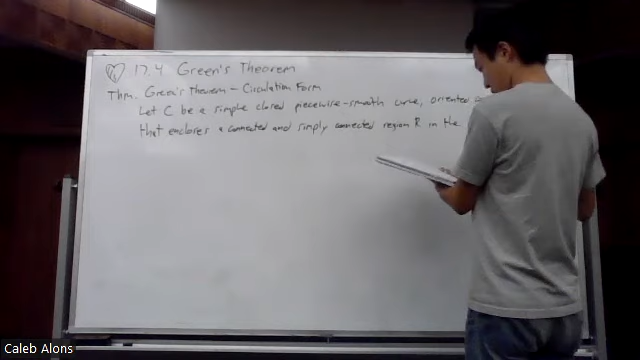 17.4 Green's Theorem
Thm. Green's Theorem - Circulation Form
Let C be a simple closed piecewise-smooth curve, oriented
that encloses a connected and simply connected region R in the
Caleb Alons